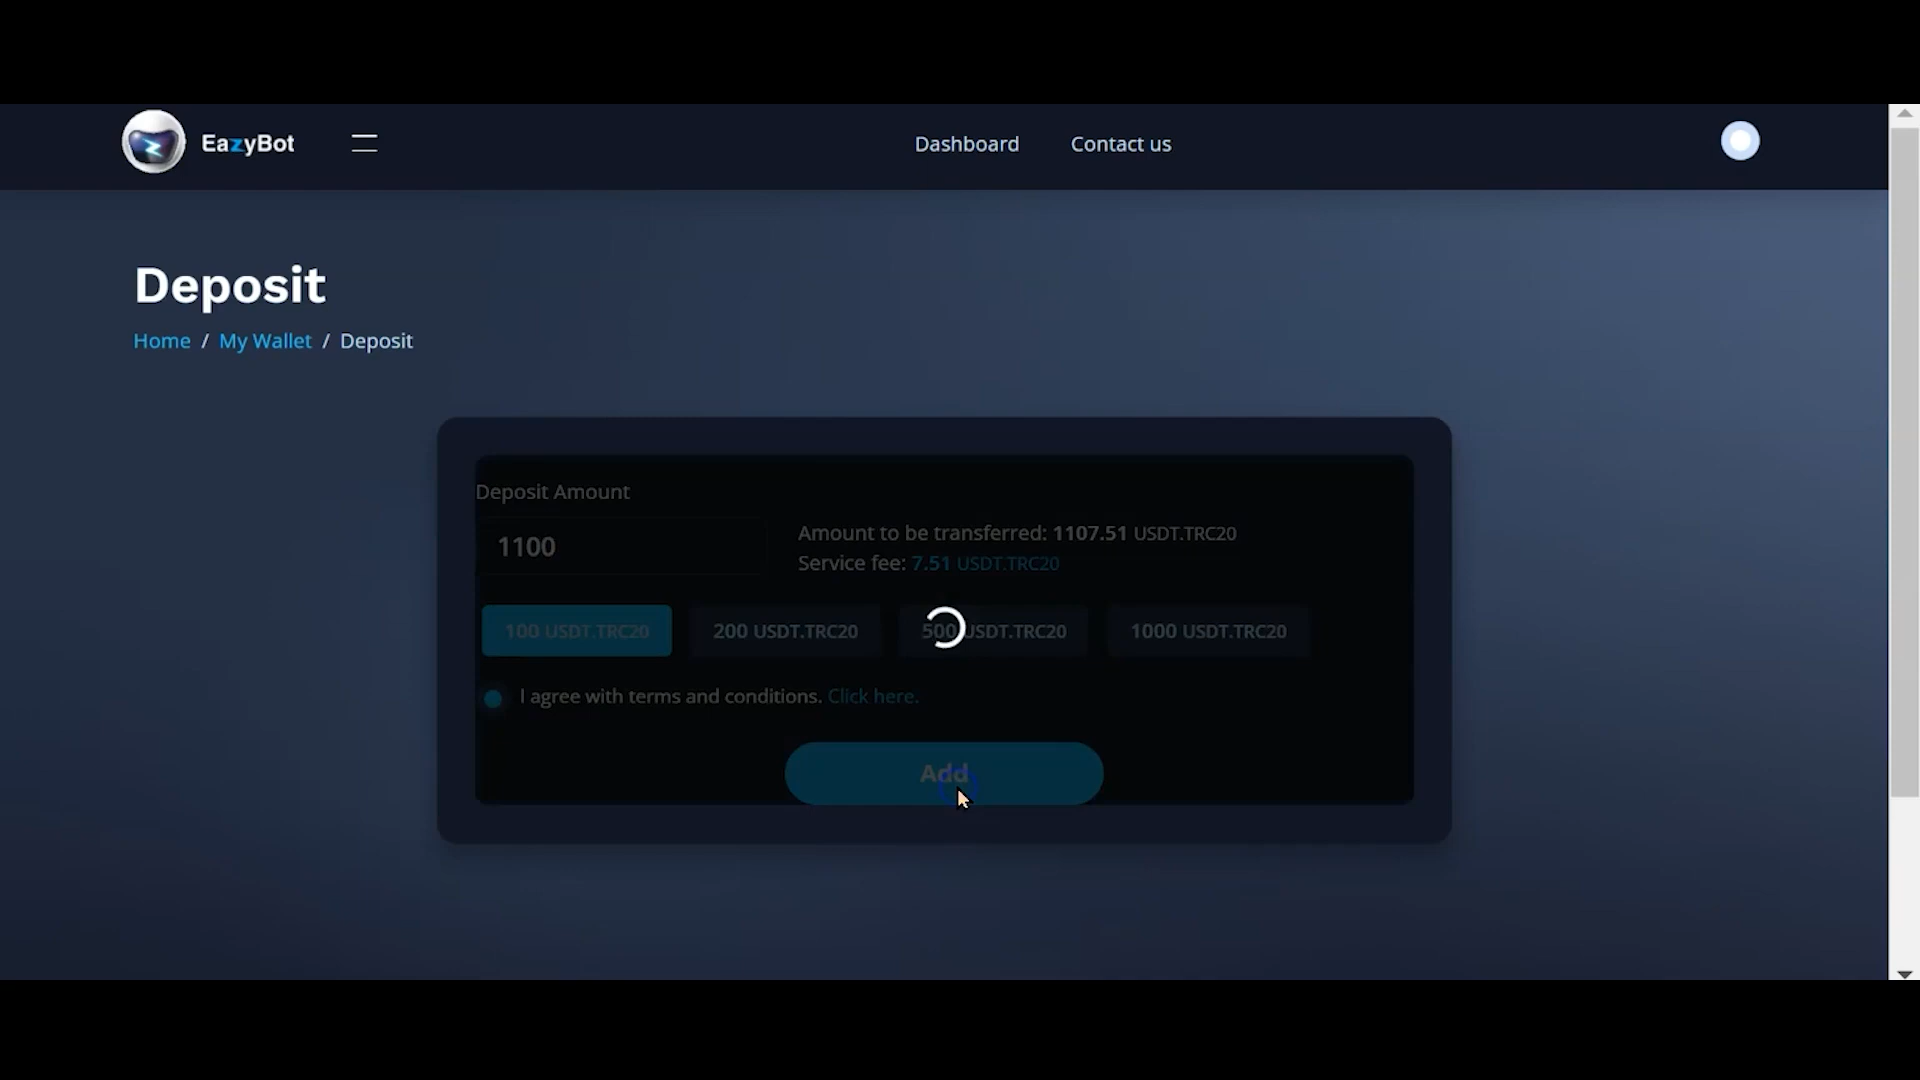 EazyBot
Dashboard
Contact us
Deposit
Home / My Wallet / Deposit
Deposit Amount
1100
Amount to be transferred: 1107.51 USDT.TRC20
Service fee: 7.51 USDT.TRC20
100 USDT.TRC20
200 USDT.TRC20
500 USDT.TRC20
1000 USDT.TRC20
I agree with terms and conditions. Click here.
Add